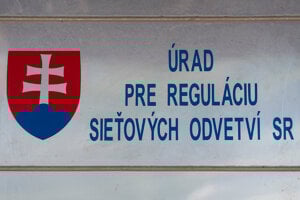 ÚRAD
PRE REGULÁCIU
SIEŤOVÝCH ODVETVÍ SR